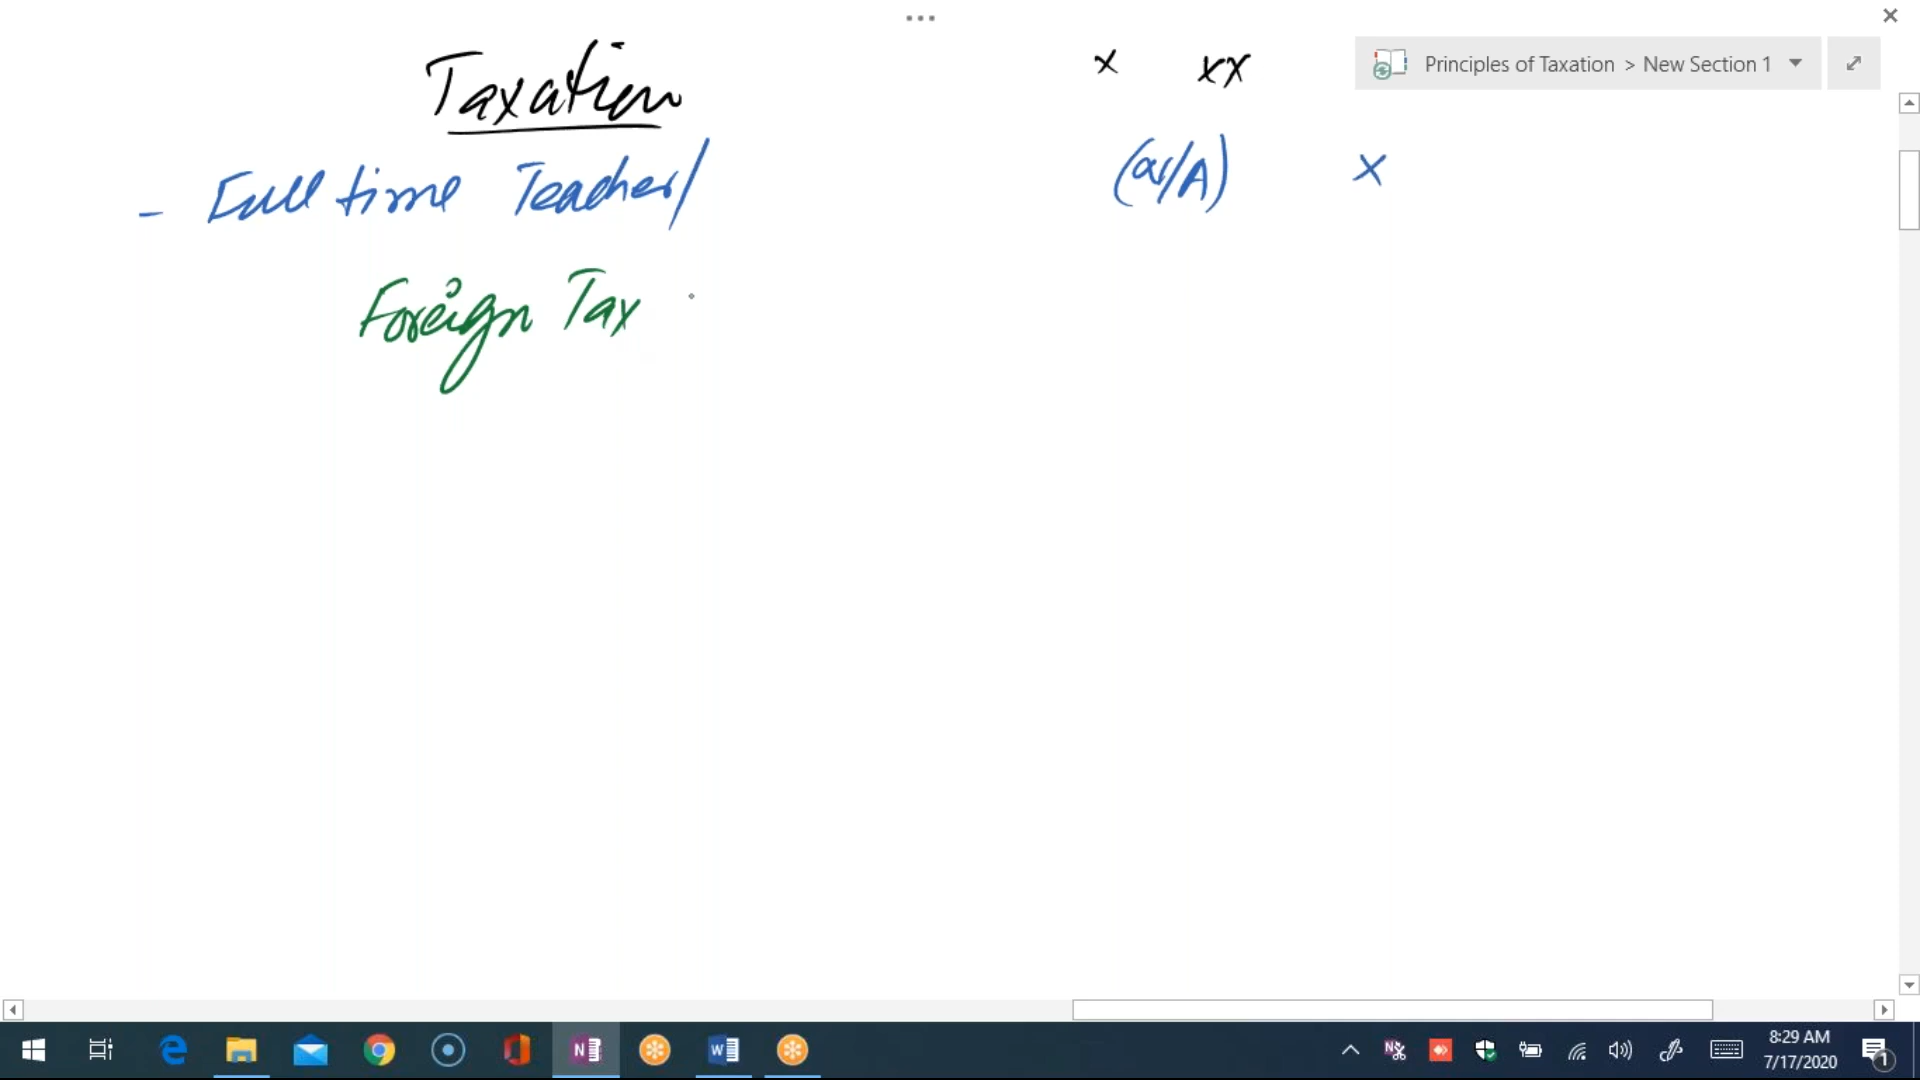 Taxation x xx
Principles of Taxation > New Section 1
- Full time Teacher/ x
Foreign Tax
8:29 AM
7/17/2020
1